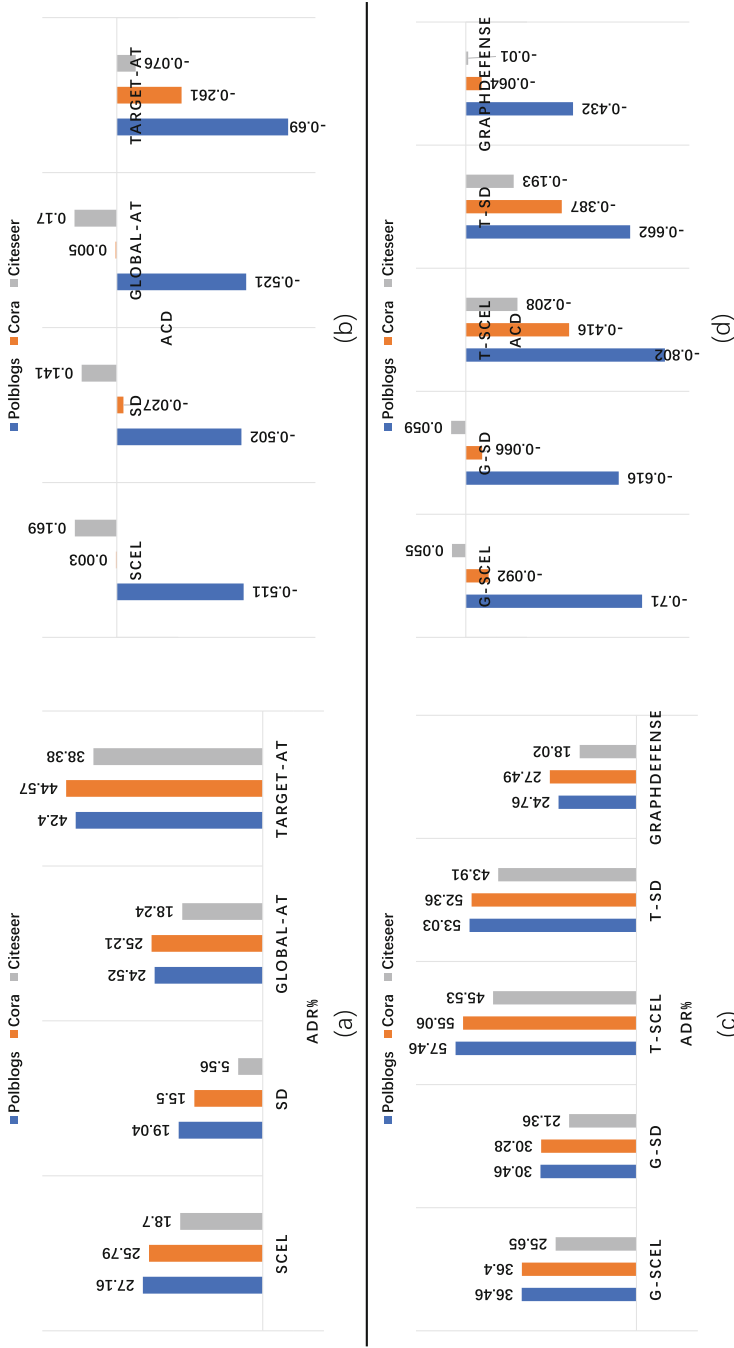 Polblogs Cora Citeseer
27.16 25.79 18.7
19.04 15.5 5.56
24.52 25.21 18.24
42.4 44.57 38.38
SCEL SD GLOBAL-AT TARGET-AT
ADR%
(a)
Polblogs Cora Citeseer
-0.511 0.003 0.169
-0.502 -0.027 0.141
-0.521 0.005 0.17
-0.69 -0.261 -0.076
SCEL SD GLOBAL-AT TARGET-AT
ACD
(b)
Polblogs Cora Citeseer
36.46 36.4 25.65
30.46 30.28 21.36
57.46 55.06 45.53
53.03 52.36 43.91
24.76 27.49 18.02
G-SCEL G-SD T-SCEL T-SD GRAPHDEFENSE
ADR%
(c)
Polblogs Cora Citeseer
-0.71 -0.092 0.055
-0.616 -0.066 0.059
-0.802 -0.416 -0.208
-0.662 -0.387 -0.193
-0.432 -0.064 -0.01
G-SCEL G-SD T-SCEL T-SD GRAPHDEFENSE
ACD
(d)